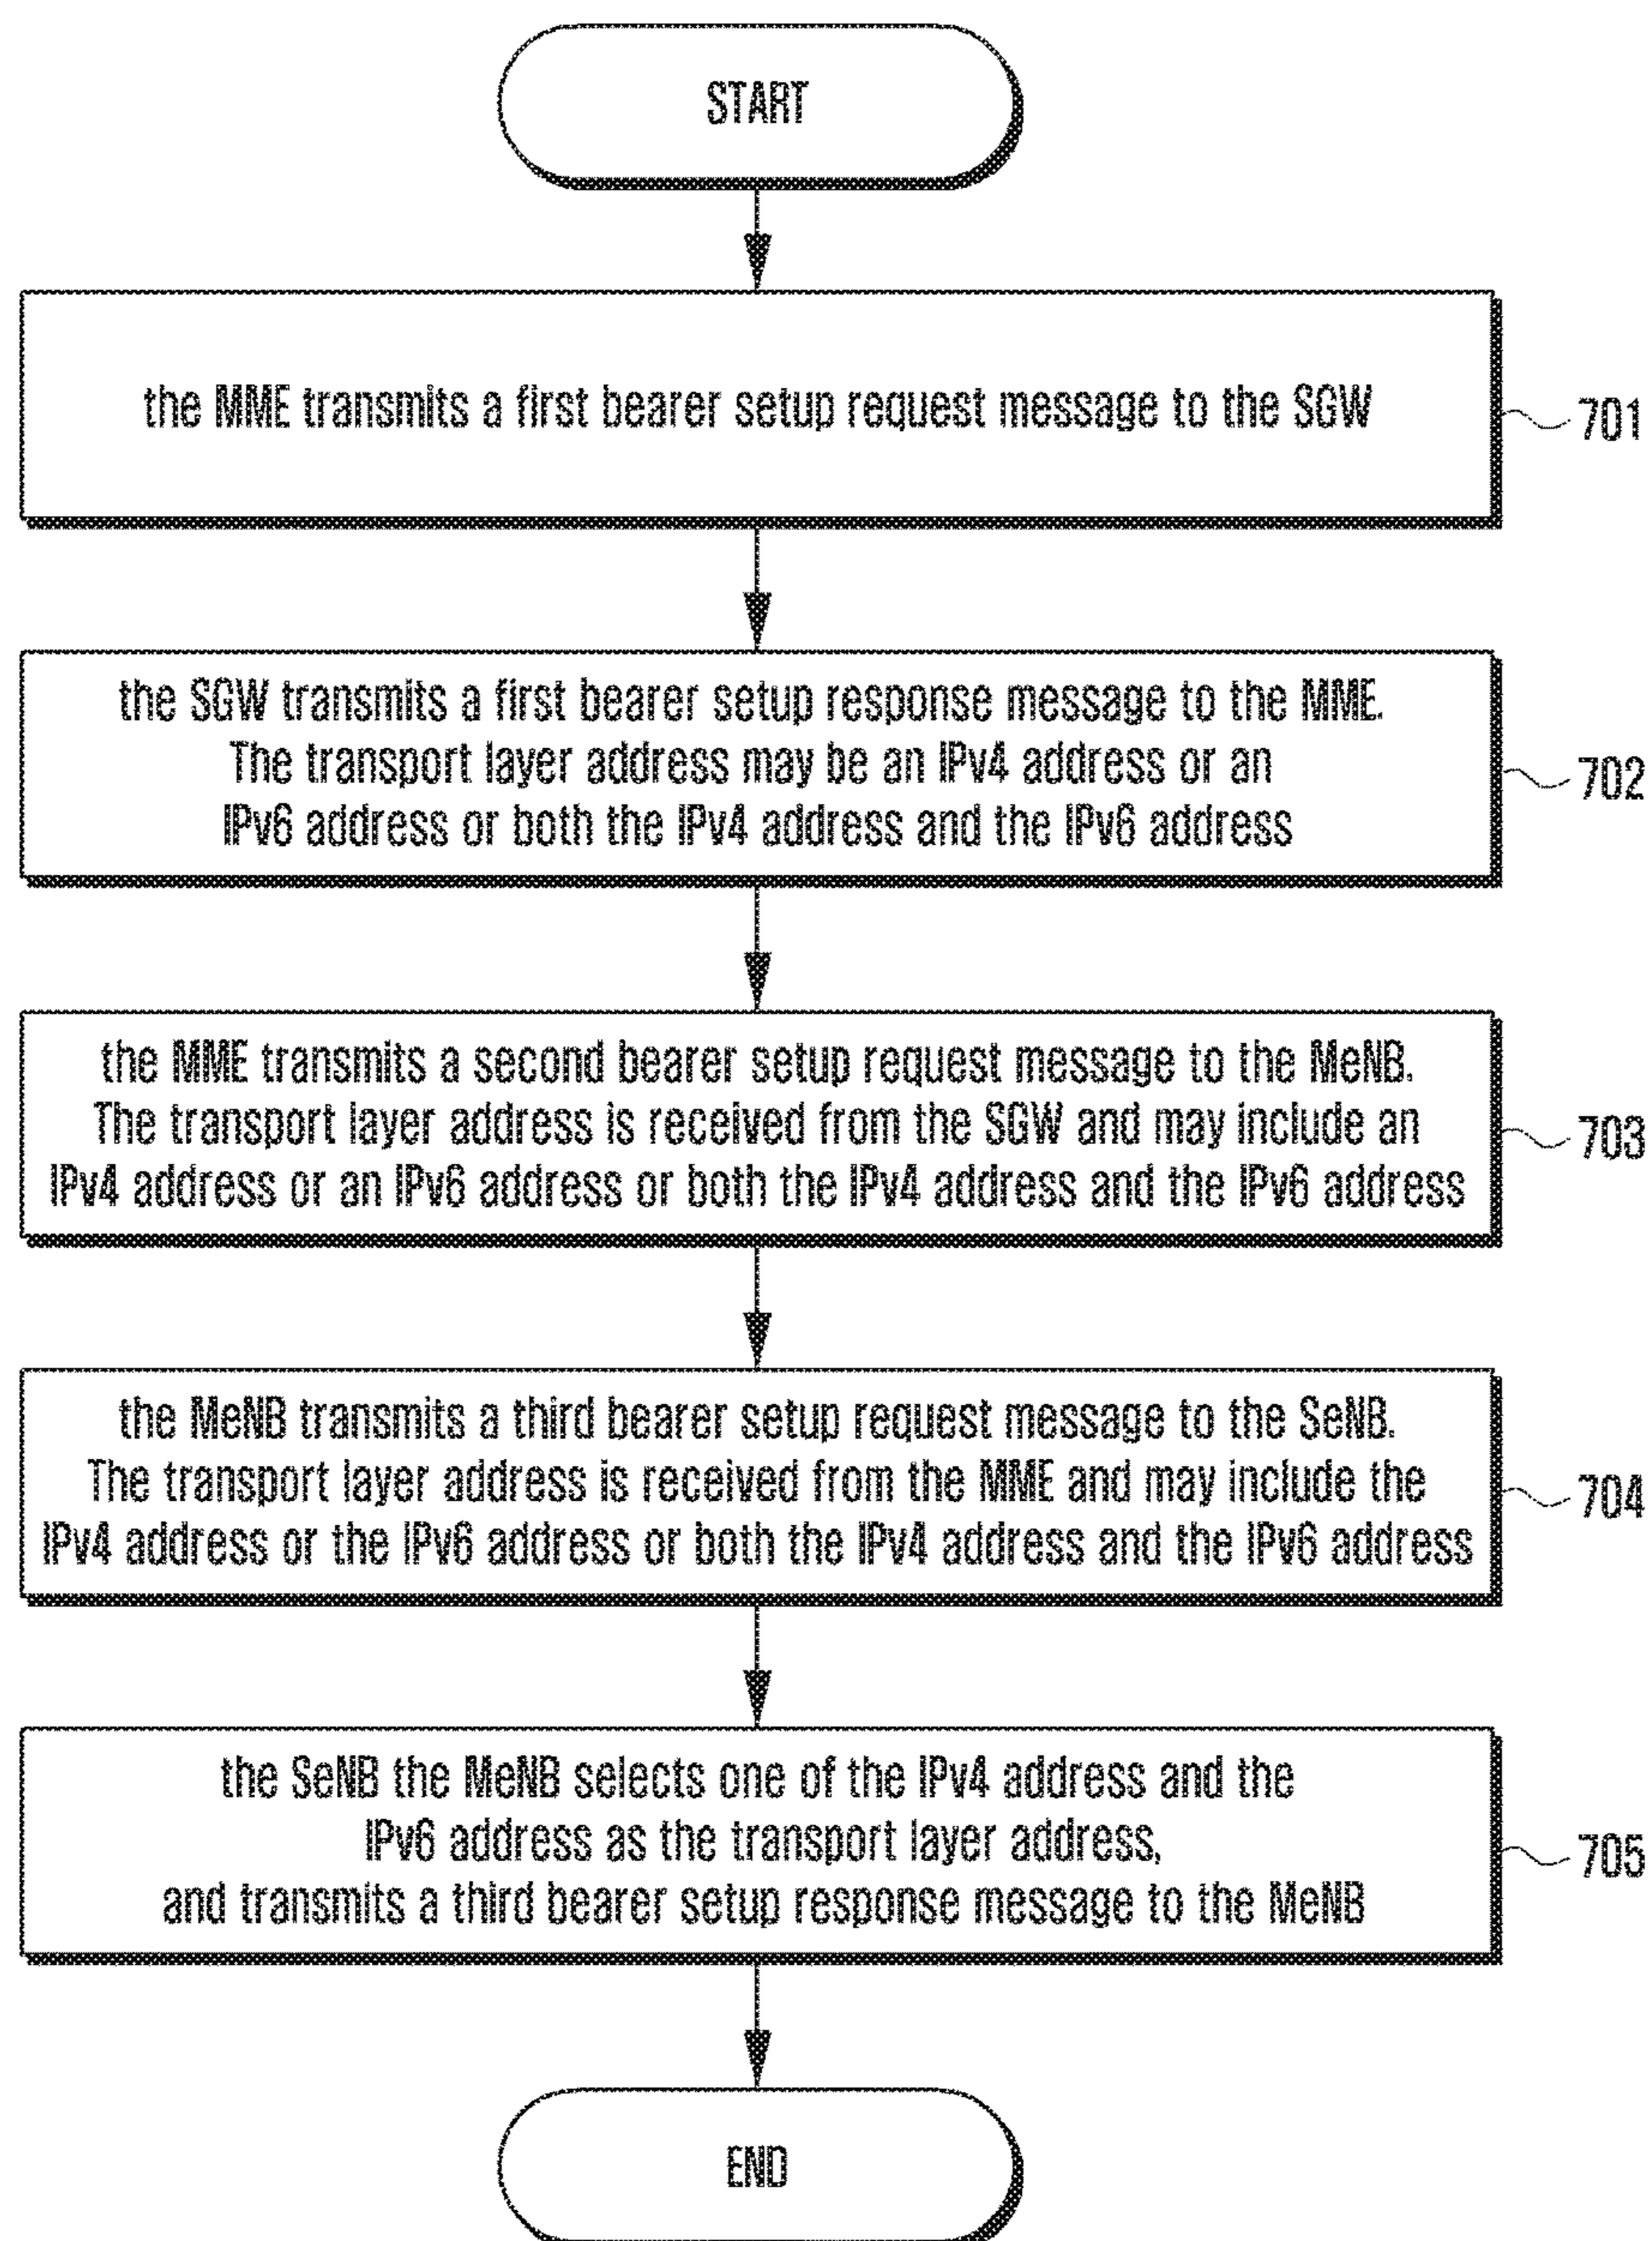 START
the MME transmits a first bearer setup request message to the SGW
701
the SGW transmits a first bearer setup response message to the MME.
The transport layer address may be an IPv4 address or an
IPv6 address or both the IPv4 address and the IPv6 address
702
the MME transmits a second bearer setup request message to the MeNB.
The transport layer address is received from the SGW and may include an
IPv4 address or an IPv6 address or both the IPv4 address and the IPv6 address
703
the MeNB transmits a third bearer setup request message to the SeNB.
The transport layer address is received from the MME and may include the
IPv4 address or the IPv6 address or both the IPv4 address and the IPv6 address
704
the SeNB the MeNB selects one of the IPv4 address and the
IPv6 address as the transport layer address,
and transmits a third bearer setup response message to the MeNB
705
END